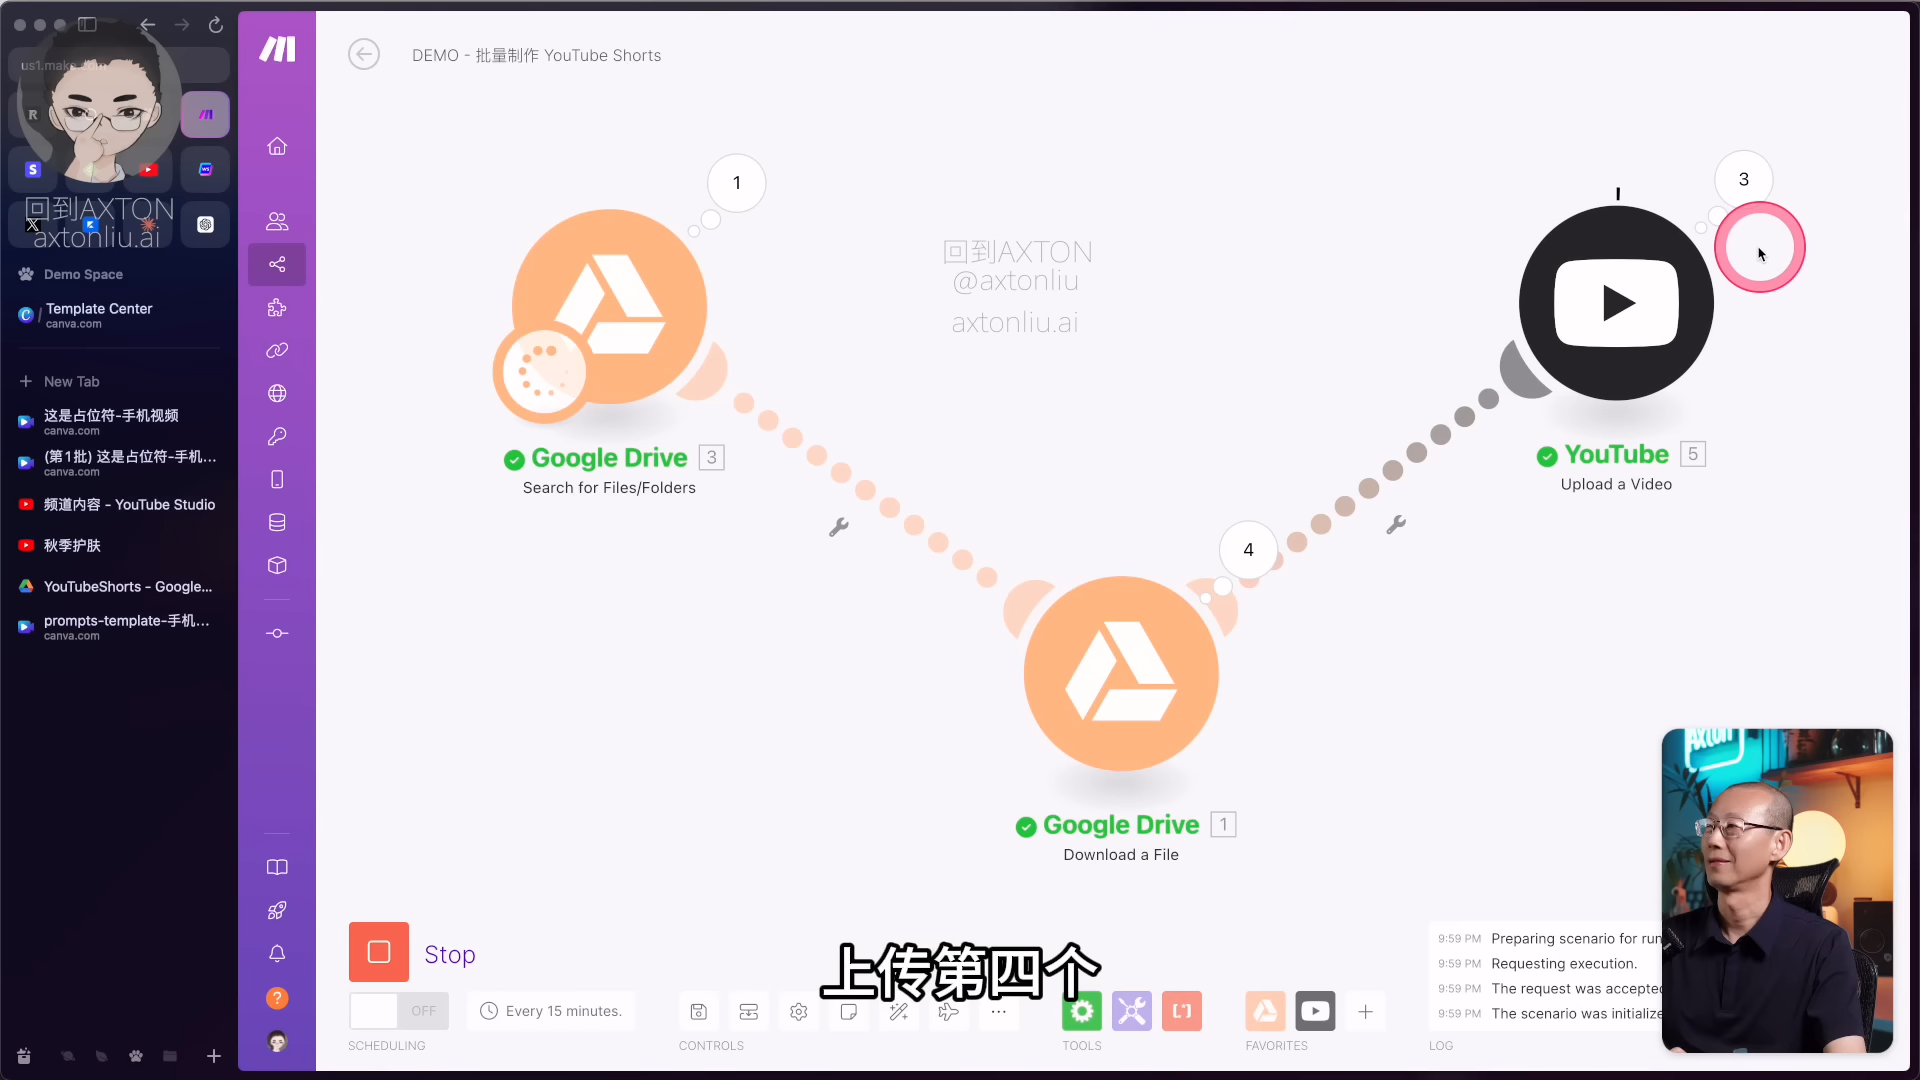 us1.make.com
回到AXTON
axtonliu.ai
Demo Space
Template Center
canva.com
New Tab
这是占位符-手机视频
canva.com
(第1批) 这是占位符-手机...
canva.com
频道内容 - YouTube Studio
秋季护肤
YouTubeShorts - Google...
prompts-template-手机...
canva.com
DEMO - 批量制作 YouTube Shorts
1
3
回到AXTON
@axtonliu
axtonliu.ai
Google Drive 3
Search for Files/Folders
YouTube 5
Upload a Video
4
Google Drive 1
Download a File
Stop
上传第四个
OFF
Every 15 minutes.
SCHEDULING
CONTROLS
TOOLS
FAVORITES
LOG
9:59 PM Preparing scenario for run
9:59 PM Requesting execution.
9:59 PM The request was accepted
9:59 PM The scenario was initialize
AXTON